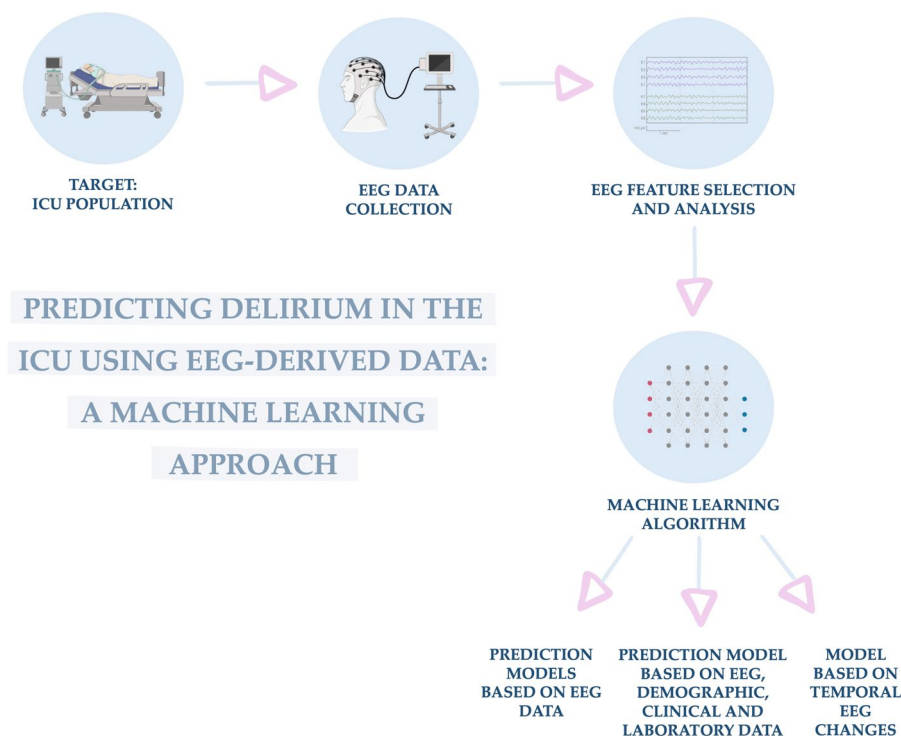 TARGET:
ICU POPULATION
EEG DATA
COLLECTION
EEG FEATURE SELECTION
AND ANALYSIS
PREDICTING DELIRIUM IN THE
ICU USING EEG-DERIVED DATA:
A MACHINE LEARNING
APPROACH
MACHINE LEARNING
ALGORITHM
PREDICTION
MODELS
BASED ON EEG
DATA
PREDICTION MODEL
BASED ON EEG,
DEMOGRAPHIC,
CLINICAL AND
LABORATORY DATA
MODEL
BASED ON
TEMPORAL
EEG
CHANGES